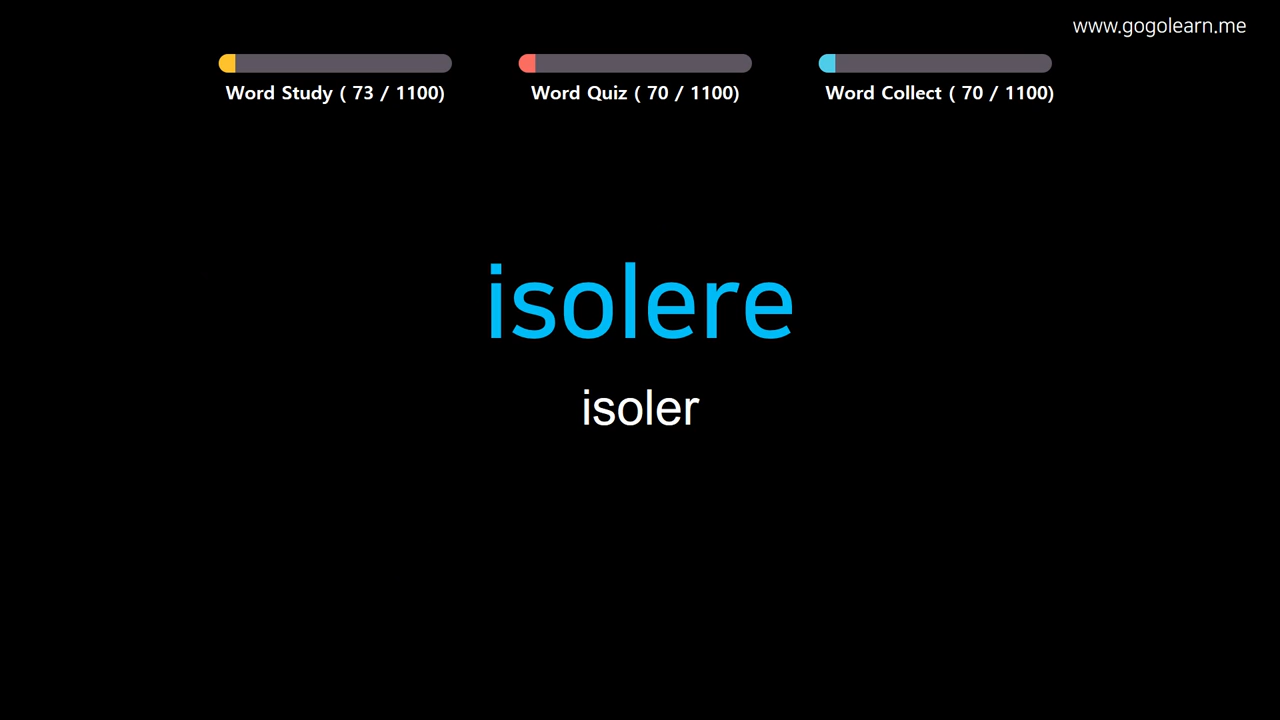 www.gogolearn.me
Word Study ( 73 / 1100)
Word Quiz ( 70 / 1100)
Word Collect ( 70 / 1100)
isolere
isoler